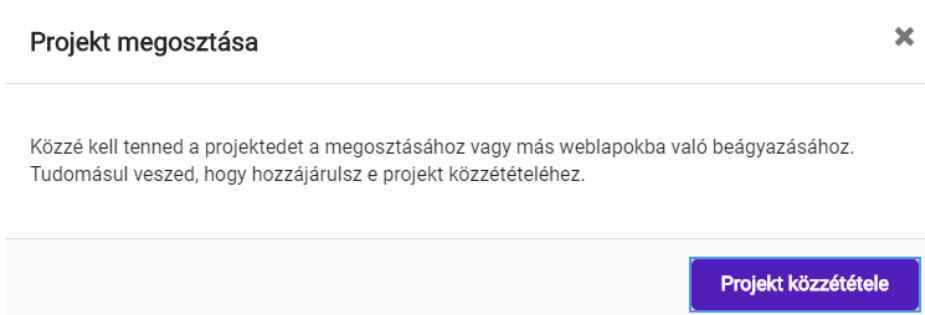 Projekt megosztása
Közzé kell tenned a projektedet a megosztásához vagy más weblapokba való beágyazásához.
Tudomásul veszed, hogy hozzájárulsz e projekt közzétételéhez.
Projekt közzététele